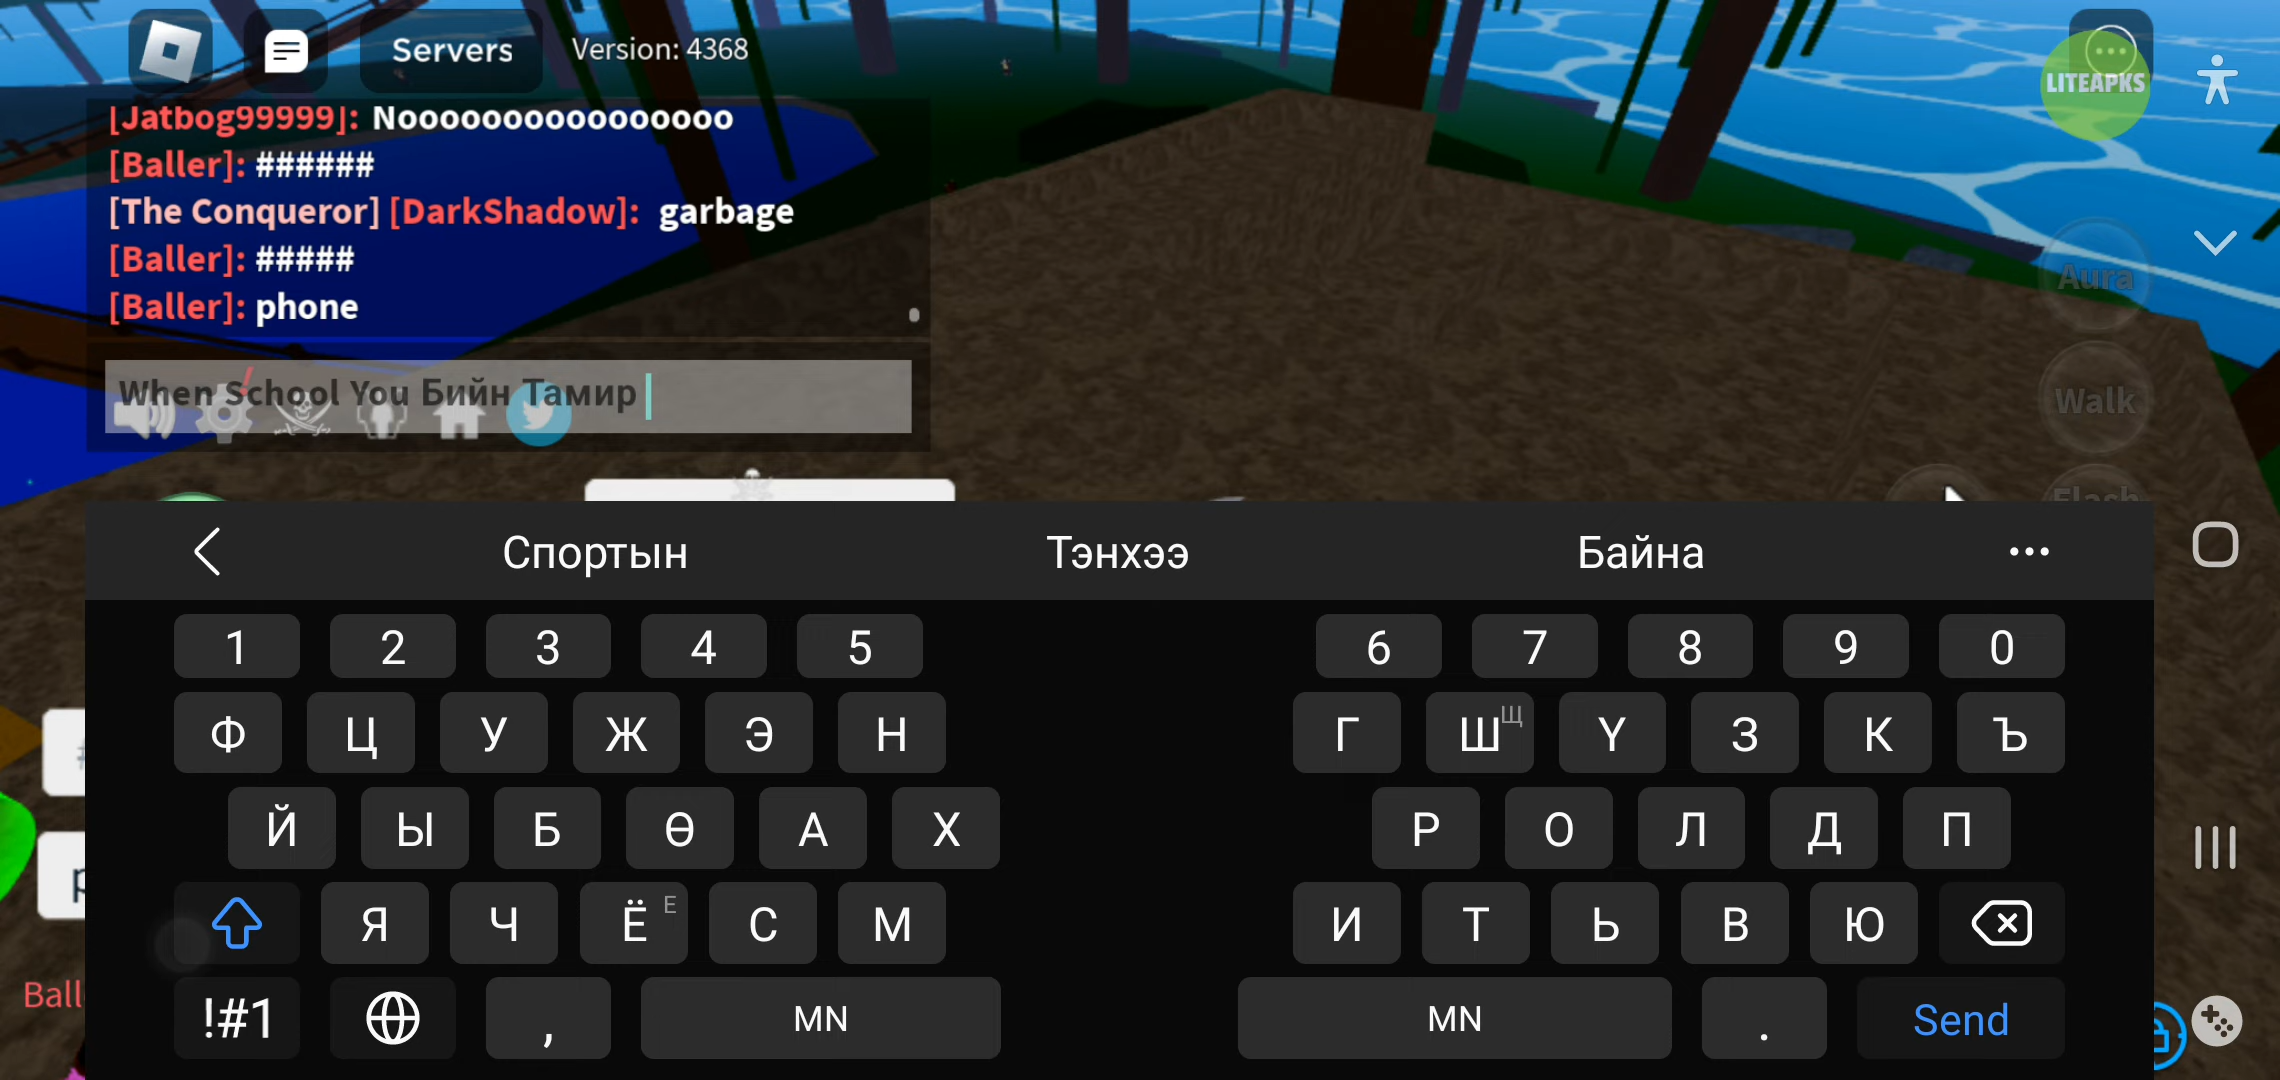 Servers Version: 4368
LITEAPKS
[Jatbog99999]: Noooooooooooooooo
[Baller]: ######
[The Conqueror] [DarkShadow]: garbage
[Baller]: #####
[Baller]: phone
Aura
When School You Бийн Тамир
Walk
Flash
Спортын Тэнхээ Байна
1 2 3 4 5 6 7 8 9 0
Ф Ц У Ж Э Н Г Ш Щ Ү З К Ъ
Й Ы Б Ө А Х Р О Л Д П
Я Ч Ё Е С М И Т Ь В Ю
Ball
!#1 , MN MN . Send